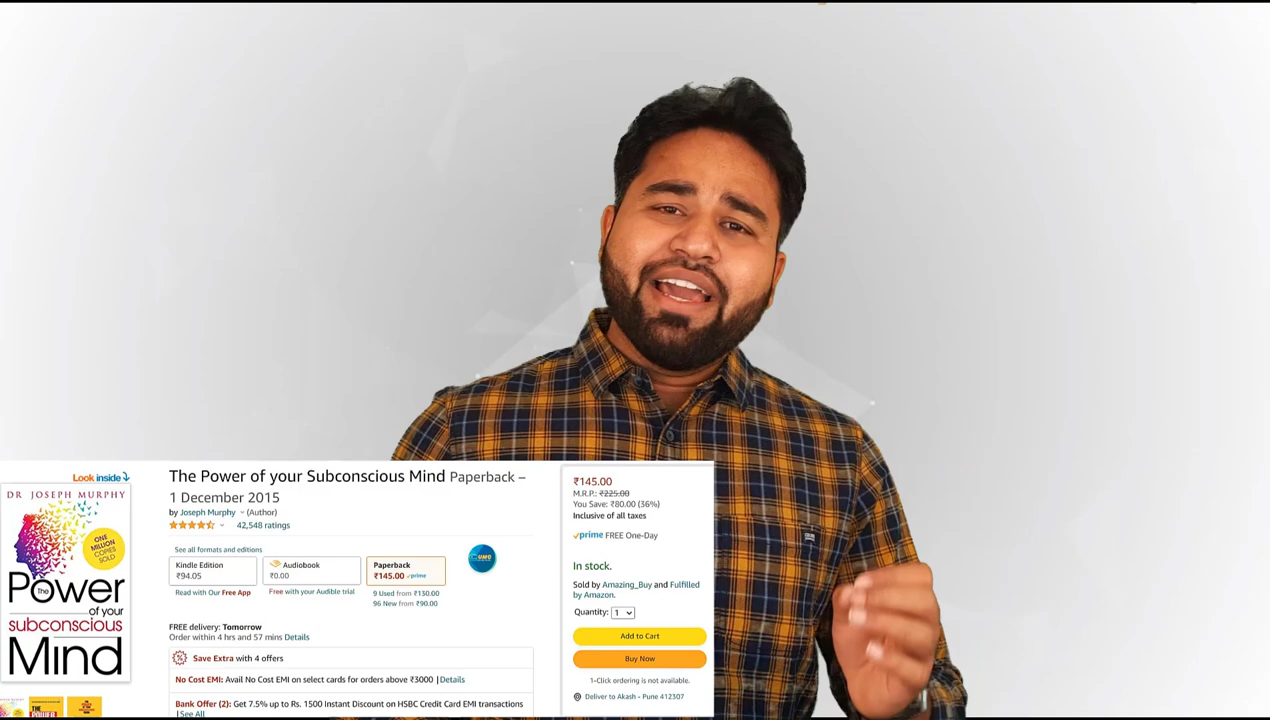 Look inside
DR JOSEPH MURPHY
ONE
MILLION
COPIES
SOLD
The
Power
of your
subconscious
Mind
The Power of your Subconscious Mind Paperback –
1 December 2015
by Joseph Murphy (Author)
42,548 ratings
See all formats and editions
Kindle Edition
₹94.05
Read with Our Free App
Audiobook
₹0.00
Free with your Audible trial
Paperback
₹145.00 prime
9 Used from ₹130.00
96 New from ₹90.00
FREE delivery: Tomorrow
Order within 4 hrs and 57 mins Details
Save Extra with 4 offers
No Cost EMI: Avail No Cost EMI on select cards for orders above ₹3000 | Details
Bank Offer (2): Get 7.5% up to Rs. 1500 Instant Discount on HSBC Credit Card EMI transactions
| See All
₹145.00
M.R.P.: ₹225.00
You Save: ₹80.00 (36%)
Inclusive of all taxes
prime FREE One-Day
In stock.
Sold by Amazing_Buy and Fulfilled
by Amazon.
Quantity: 1
Add to Cart
Buy Now
1-Click ordering is not available.
Deliver to Akash - Pune 412307